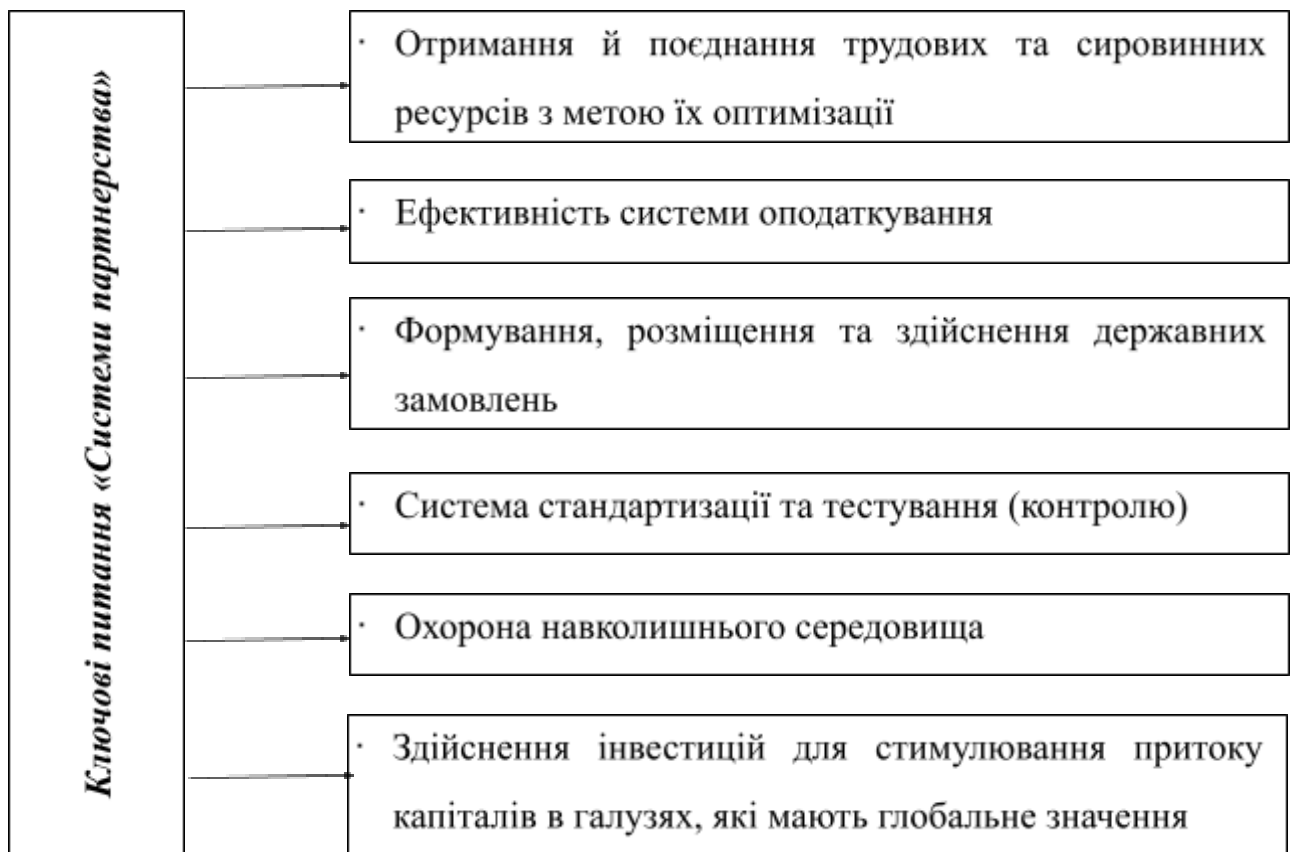 Ключові питання «Системи партнерства»
· Отримання й поєднання трудових та сировинних
ресурсів з метою їх оптимізації
· Ефективність системи оподаткування
· Формування, розміщення та здійснення державних
замовлень
· Система стандартизації та тестування (контролю)
· Охорона навколишнього середовища
· Здійснення інвестицій для стимулювання притоку
капіталів в галузях, які мають глобальне значення